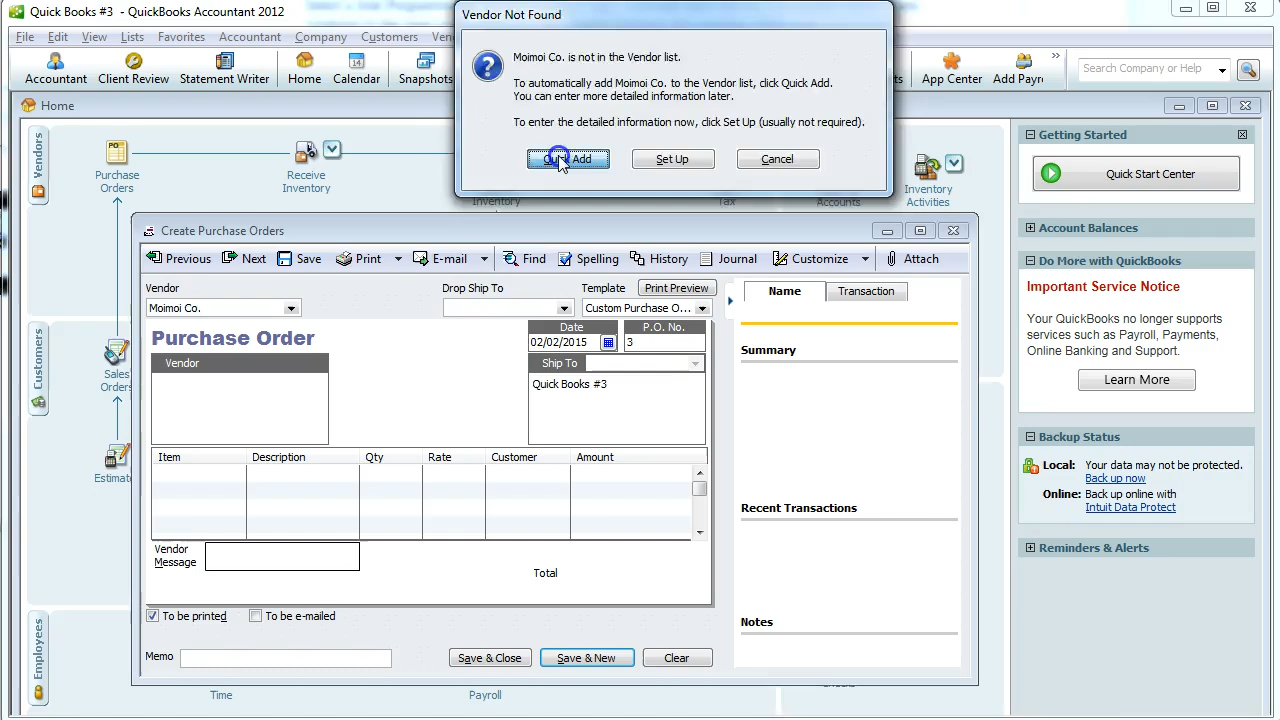 Quick Books #3 - QuickBooks Accountant 2012
File Edit View Lists Favorites Accountant Company Customers
Accountant
Client Review
Statement Writer
Home
Calendar
Snapshots
App Center
Add Payr
»
Search Company or Help
Home
Vendor Not Found
Moimoi Co. is not in the Vendor list.
To automatically add Moimoi Co. to the Vendor list, click Quick Add.
You can enter more detailed information later.
To enter the detailed information now, click Set Up (usually not required).
Quick Add
Set Up
Cancel
Vendors
Purchase
Orders
Receive
Inventory
Inventory
Tax
Accounts
Inventory
Activities
Customers
Sales
Orders
Employees
Time
Payroll
Create Purchase Orders
Previous Next Save Print E-mail Find Spelling History Journal Customize Attach
Vendor
Moimoi Co.
Drop Ship To
Template
Print Preview
Custom Purchase O...
Purchase Order
Date
02/02/2015
P.O. No.
3
Vendor
Ship To
Quick Books #3
Item Description Qty Rate Customer Amount
Vendor
Message
Total
To be printed
To be e-mailed
Memo
Save & Close
Save & New
Clear
Name
Transaction
Summary
Recent Transactions
Notes
Getting Started
Quick Start Center
Account Balances
Do More with QuickBooks
Important Service Notice
Your QuickBooks no longer supports
services such as Payroll, Payments,
Online Banking and Support.
Learn More
Backup Status
Local: Your data may not be protected.
Back up now
Online: Back up online with
Intuit Data Protect
Reminders & Alerts